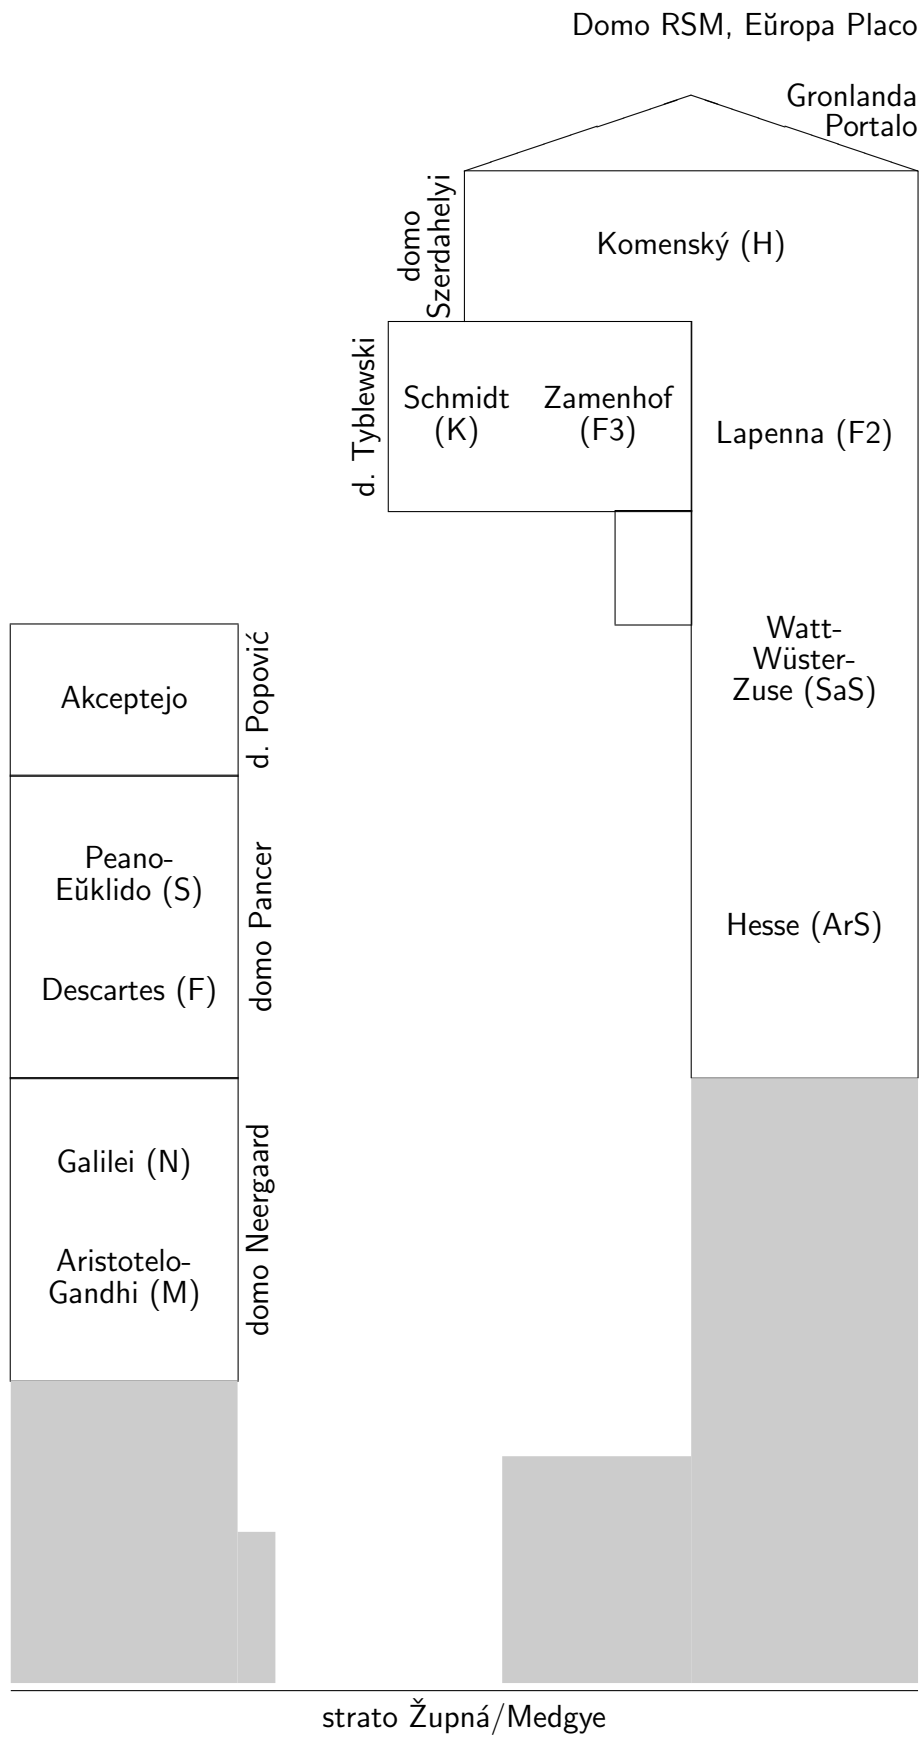 Domo RSM, Eŭropa Placo
Gronlanda
Portalo
domo
Szerdahelyi
Komenský (H)
d. Tyblewski
Schmidt
(K)
Zamenhof
(F3)
Lapenna (F2)
Watt-
Wüster-
Zuse (SaS)
Akceptejo
d. Popović
Peano-
Eŭklido (S)
domo Pancer
Descartes (F)
Hesse (ArS)
Galilei (N)
domo Neergaard
Aristotelo-
Gandhi (M)
strato Župná/Medgye